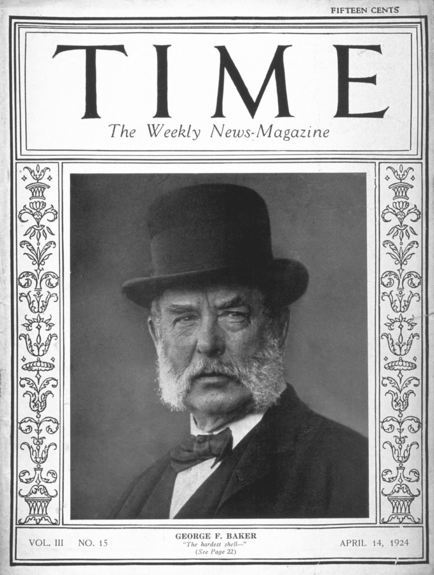 FIFTEEN CENTS
TIME
The Weekly News-Magazine
GEORGE F. BAKER
"The hardest shell—"
(See Page 22)
VOL. III NO. 15 APRIL 14, 1924